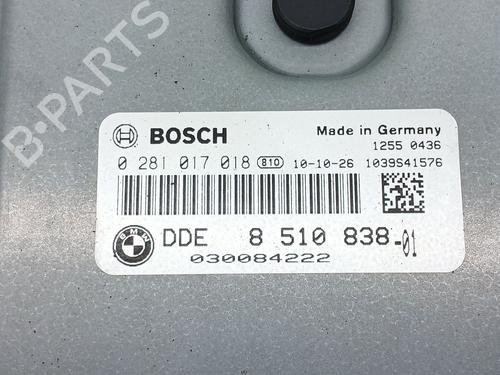 B-PARTS
BOSCH
Made in Germany
1255 0436
0 281 017 018 810 10-10-26 1039S41576
BMW
DDE 8 510 838-01
030084222